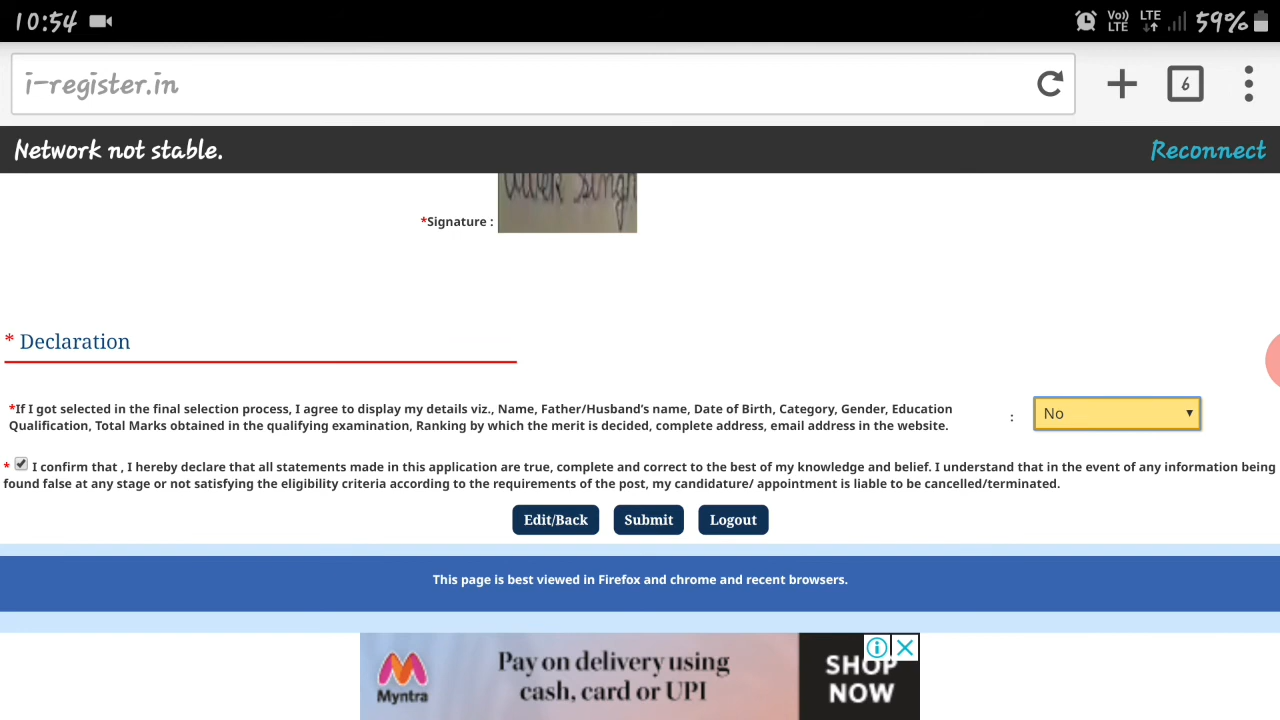 10:54 Vo) LTE LTE 59%
i-register.in 6
Network not stable. Reconnect
Singh
*Signature :
* Declaration
*If I got selected in the final selection process, I agree to display my details viz., Name, Father/Husband's name, Date of Birth, Category, Gender, Education
Qualification, Total Marks obtained in the qualifying examination, Ranking by which the merit is decided, complete address, email address in the website.
: No
* I confirm that , I hereby declare that all statements made in this application are true, complete and correct to the best of my knowledge and belief. I understand that in the event of any information being
found false at any stage or not satisfying the eligibility criteria according to the requirements of the post, my candidature/ appointment is liable to be cancelled/terminated.
Edit/Back Submit Logout
This page is best viewed in Firefox and chrome and recent browsers.
Pay on delivery using
cash, card or UPI
Myntra
SHOP
NOW